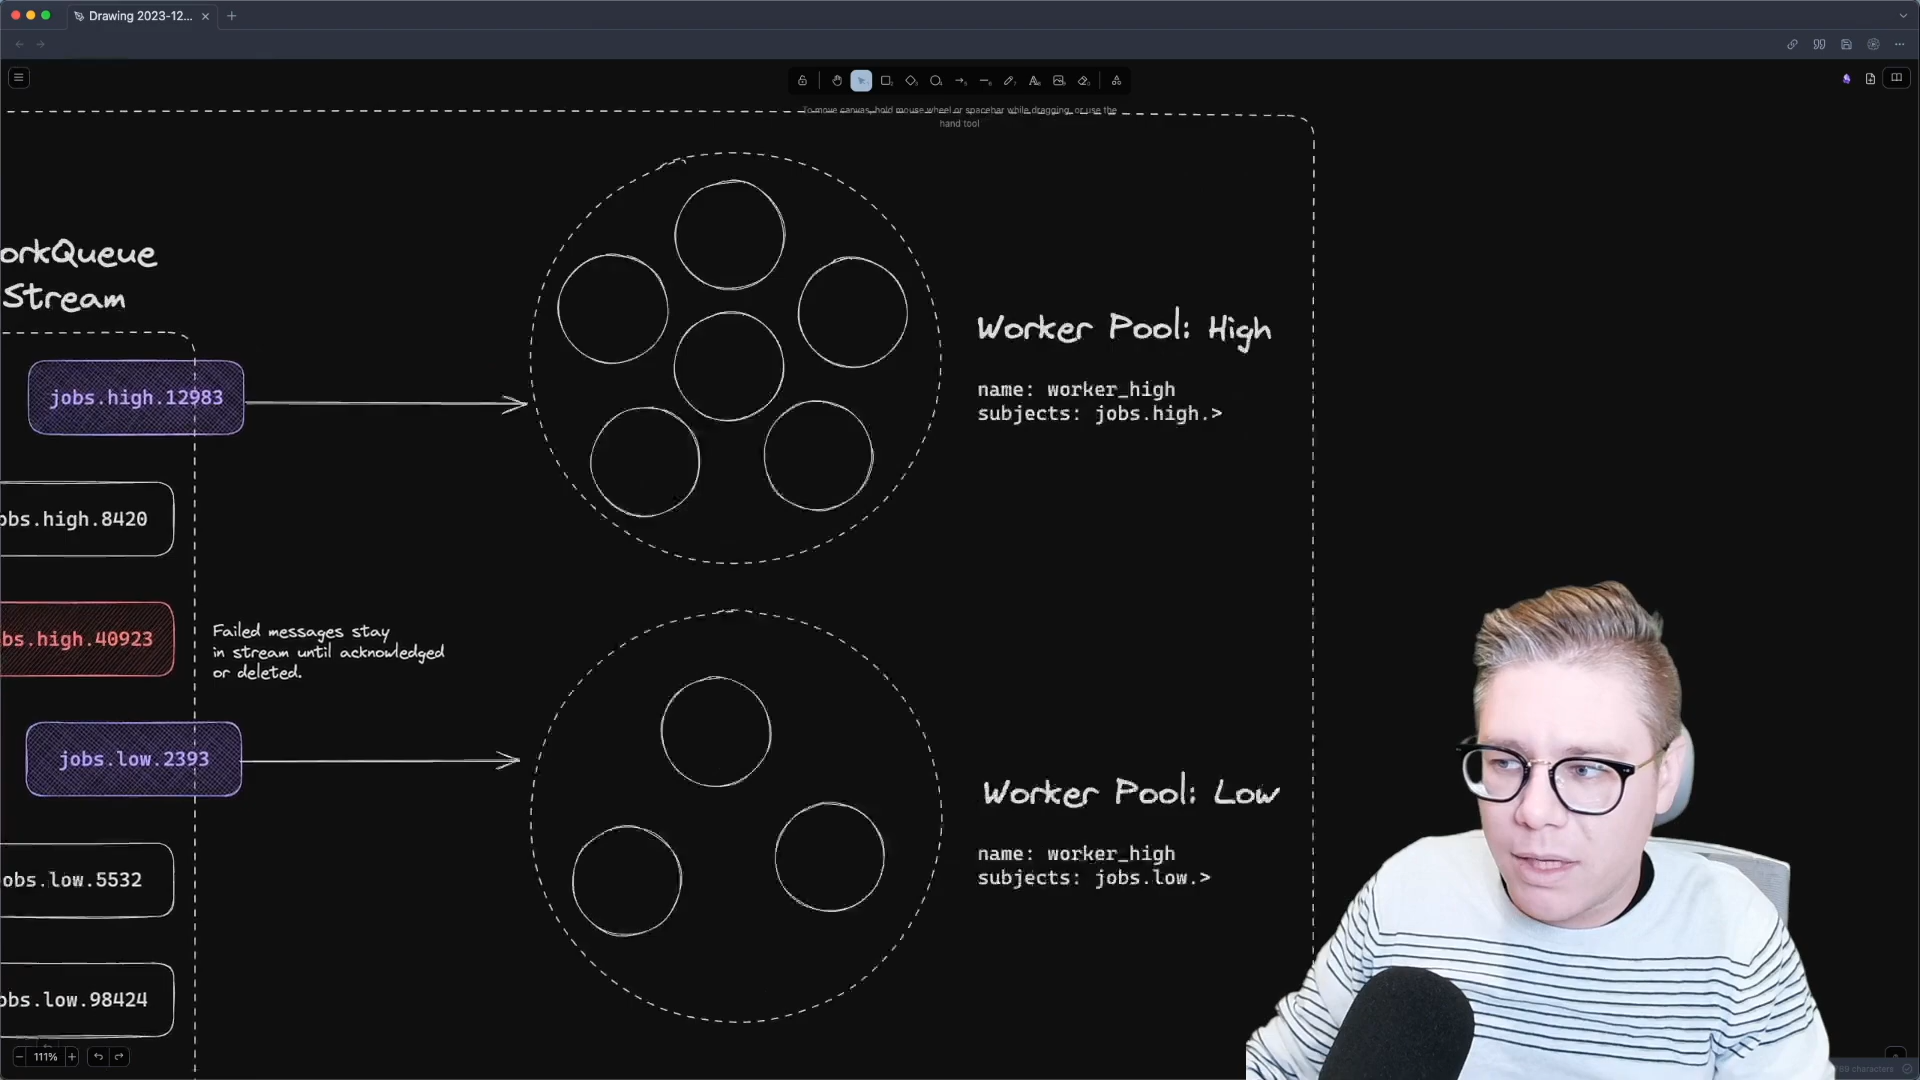 Drawing 2023-12...
To move canvas, hold mouse wheel or spacebar while dragging, or use the
hand tool
orkQueue
Stream
jobs.high.12983
obs.high.8420
obs.high.40923
Failed messages stay
in stream until acknowledged
or deleted.
jobs.low.2393
obs.low.5532
obs.low.98424
Worker Pool: High
name: worker_high
subjects: jobs.high.>
Worker Pool: Low
name: worker_high
subjects: jobs.low.>
111%
characters